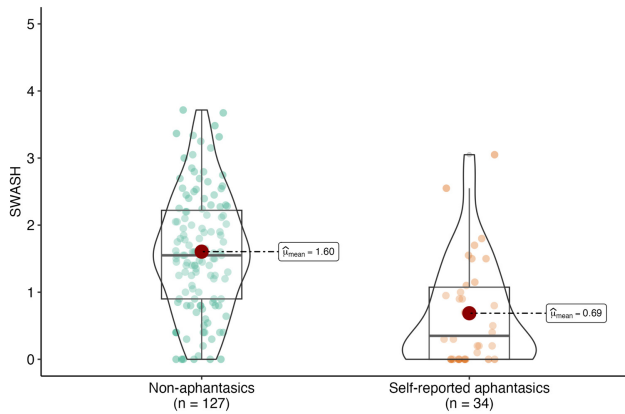 5
4
3
2
1
0
SWASH
μ̂mean = 1.60
μ̂mean = 0.69
Non-aphantasics
(n = 127)
Self-reported aphantasics
(n = 34)